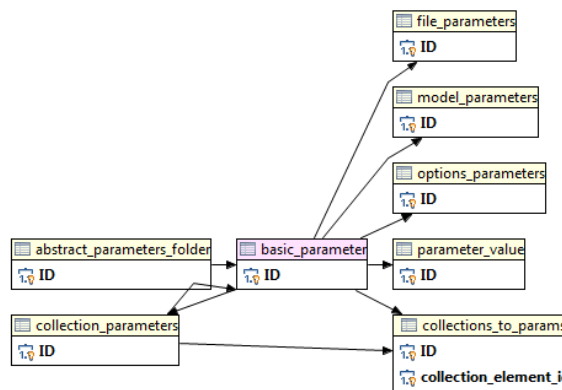 file_parameters
ID
model_parameters
ID
options_parameters
ID
abstract_parameters_folder
ID
basic_parameter
ID
parameter_value
ID
collection_parameters
ID
collections_to_params
ID
collection_element_i